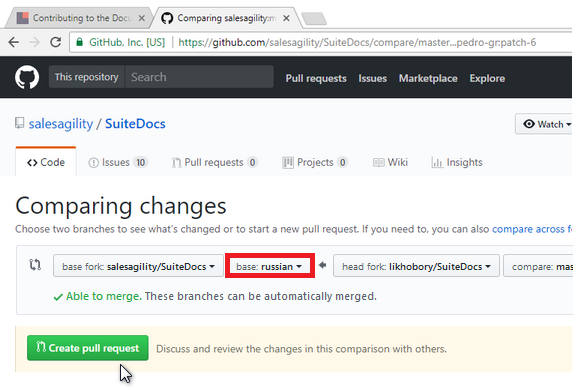 Contributing to the Docu
Comparing salesagility:m
GitHub, Inc. [US] https://github.com/salesagility/SuiteDocs/compare/master...pedro-gr:patch-6
This repository Search Pull requests Issues Marketplace Explore
salesagility / SuiteDocs Watch
Code Issues 10 Pull requests 0 Projects 0 Wiki Insights
Comparing changes
Choose two branches to see what's changed or to start a new pull request. If you need to, you can also compare across f
base fork: salesagility/SuiteDocs base: russian head fork: likhobory/SuiteDocs compare: mas
Able to merge. These branches can be automatically merged.
Create pull request Discuss and review the changes in this comparison with others.